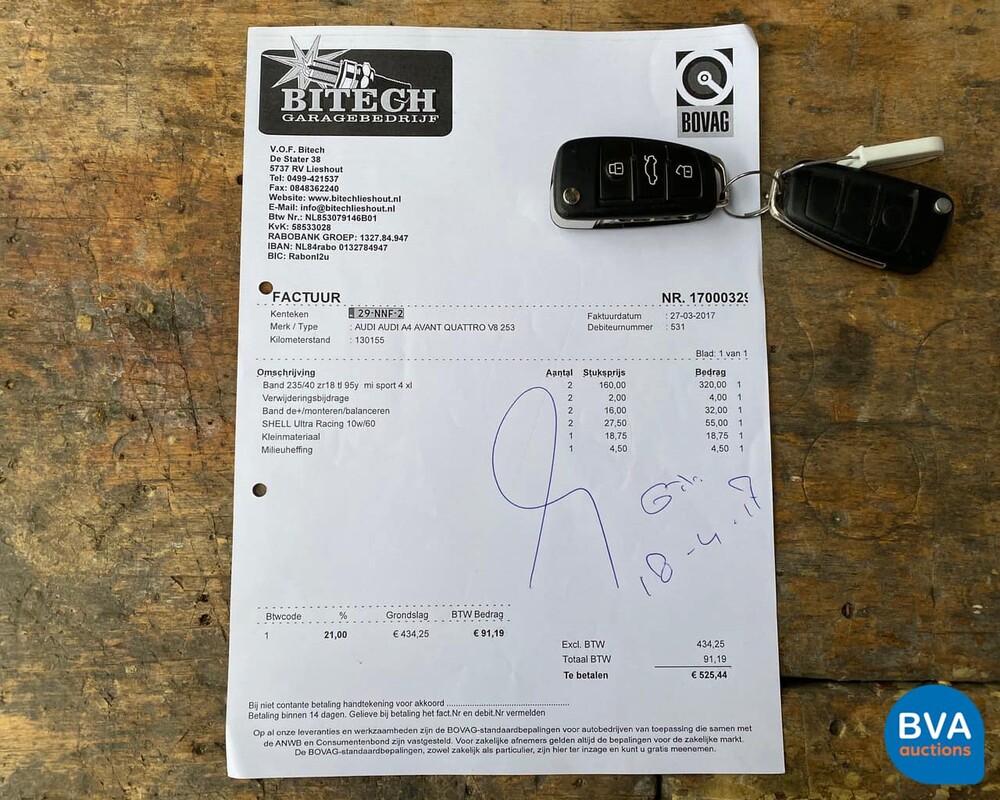 BITECH
GARAGEBEDRIJF
BOVAG
V.O.F. Bitech
De Stater 38
5737 RV Lieshout
Tel: 0499-421537
Fax: 0848362240
Website: www.bitechlieshout.nl
E-Mail: info@bitechlieshout.nl
Btw Nr.: NL853079146B01
KvK: 58533028
RABOBANK GROEP: 1327.84.947
IBAN: NL84rabo 0132784947
BIC: Rabonl2u
FACTUUR NR. 17000329
Kenteken : 29-NNF-2 Factuurdatum : 27-03-2017
Merk / Type : AUDI AUDI A4 AVANT QUATTRO V8 253 Debiteurnummer : 531
Kilometerstand : 130155
Blad: 1 van 1
Omschrijving Aantal Stuksprijs Bedrag
Band 235/40 zr18 tl 95y mi sport 4 xl 2 160,00 320,00 1
Verwijderingsbijdrage 2 2,00 4,00 1
Band de+/monteren/balanceren 2 16,00 32,00 1
SHELL Ultra Racing 10w/60 2 27,50 55,00 1
Kleinmateriaal 1 18,75 18,75 1
Milieuheffing 1 4,50 4,50 1
18-4-17
Btwcode % Grondslag BTW Bedrag
1 21,00 € 434,25 € 91,19
Excl. BTW 434,25
Totaal BTW 91,19
Te betalen € 525,44
Bij niet contante betaling handtekening voor akkoord ..........................................
Betaling binnen 14 dagen. Gelieve bij betaling het fact.Nr en debit.Nr vermelden
Op al onze leveranties en werkzaamheden zijn de BOVAG-standaardbepalingen voor autobedrijven van toepassing die samen met
de ANWB en Consumentenbond zijn vastgesteld. Voor zakelijke afnemers gelden altijd de bepalingen voor de zakelijke markt.
De BOVAG-standaardbepalingen, zowel zakelijk als particulier, zijn hier ter inzage en kunt u gratis meenemen.
BVA
auctions